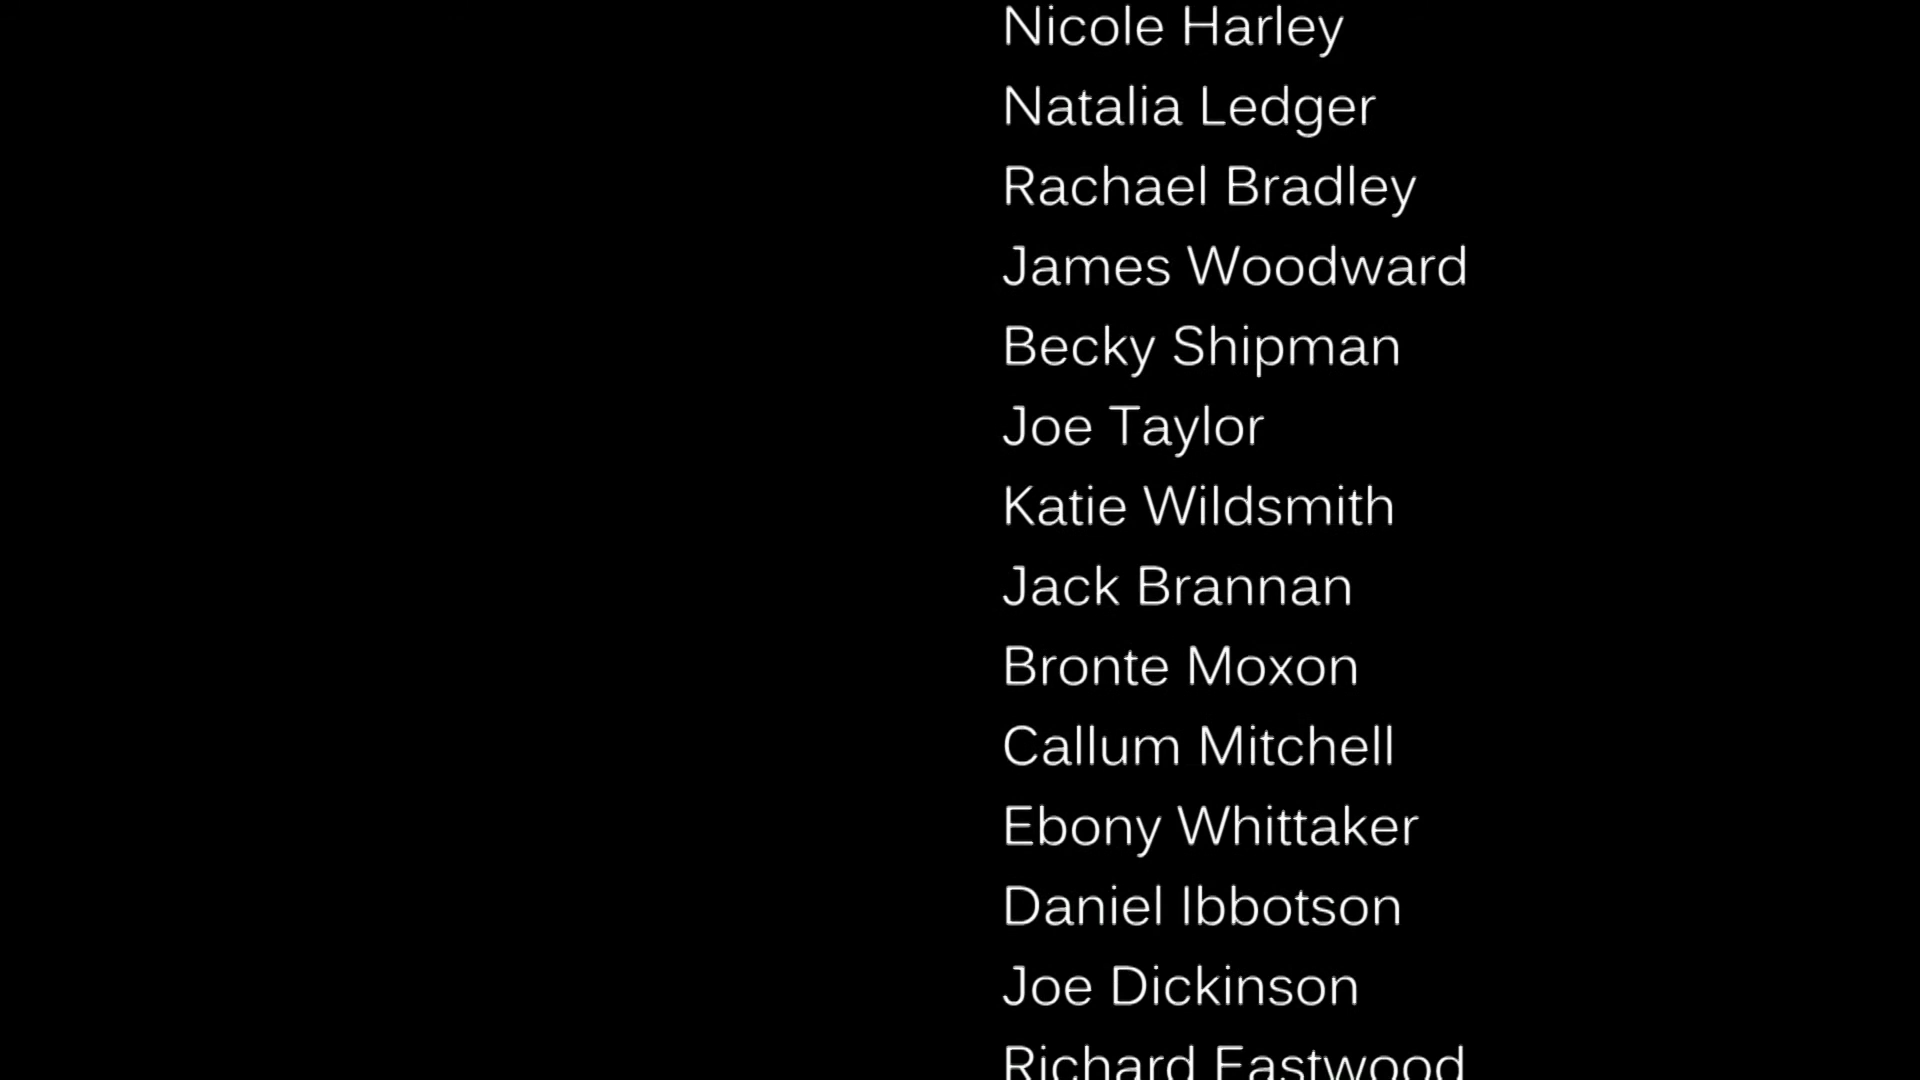 Nicole Harley
Natalia Ledger
Rachael Bradley
James Woodward
Becky Shipman
Joe Taylor
Katie Wildsmith
Jack Brannan
Bronte Moxon
Callum Mitchell
Ebony Whittaker
Daniel Ibbotson
Joe Dickinson
Richard Eastwood